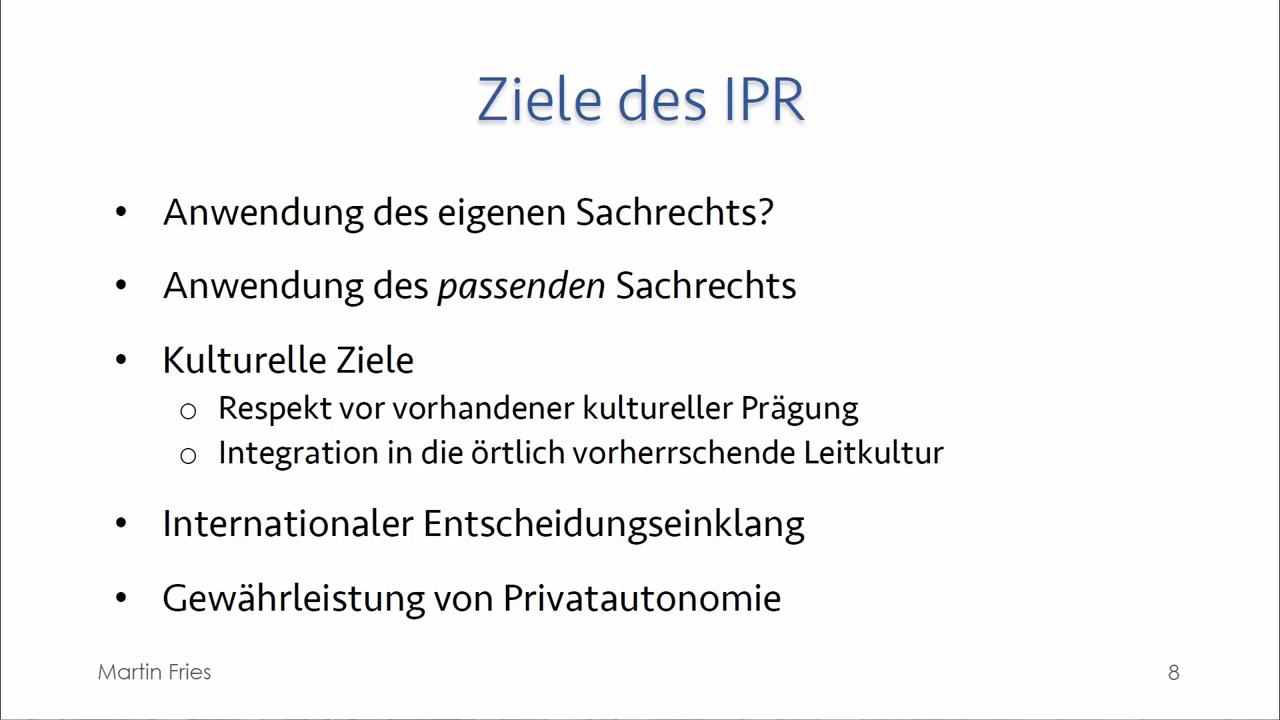 Ziele des IPR
• Anwendung des eigenen Sachrechts?
• Anwendung des passenden Sachrechts
• Kulturelle Ziele
o Respekt vor vorhandener kultureller Prägung
o Integration in die örtlich vorherrschende Leitkultur
• Internationaler Entscheidungseinklang
• Gewährleistung von Privatautonomie
Martin Fries
8